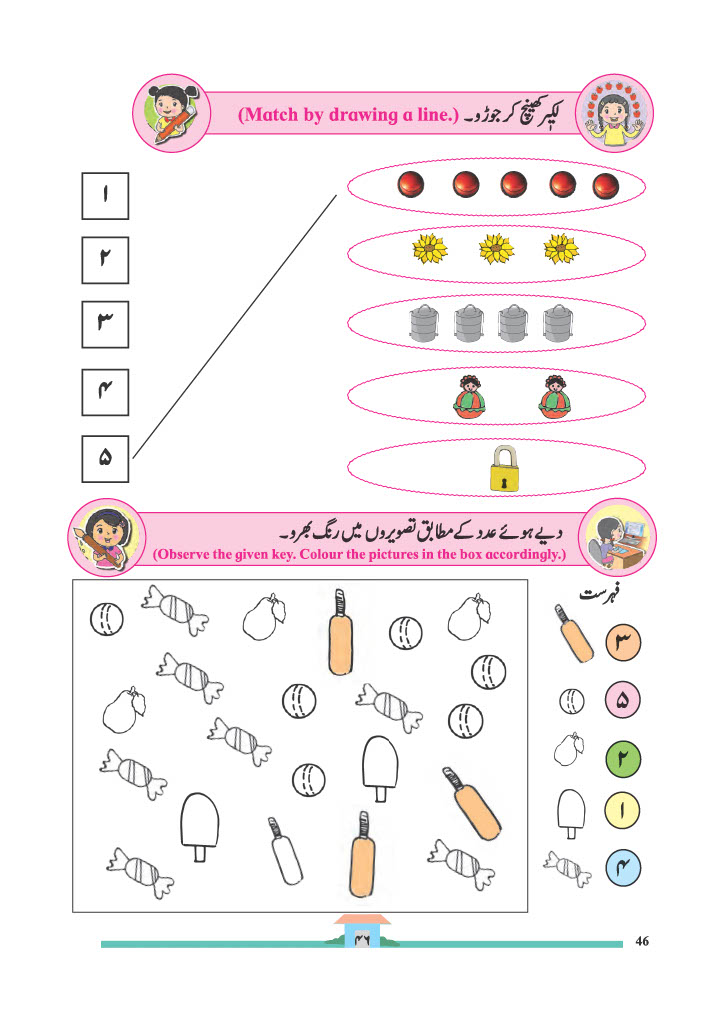 لکیر کھینچ کر جوڑو۔ (Match by drawing a line.)
۱
۲
۳
۴
۵
دیے ہوئے عدد کے مطابق تصویروں میں رنگ بھرو۔
(Observe the given key. Colour the pictures in the box accordingly.)
فہرست
۳
۵
۲
۱
۴
46